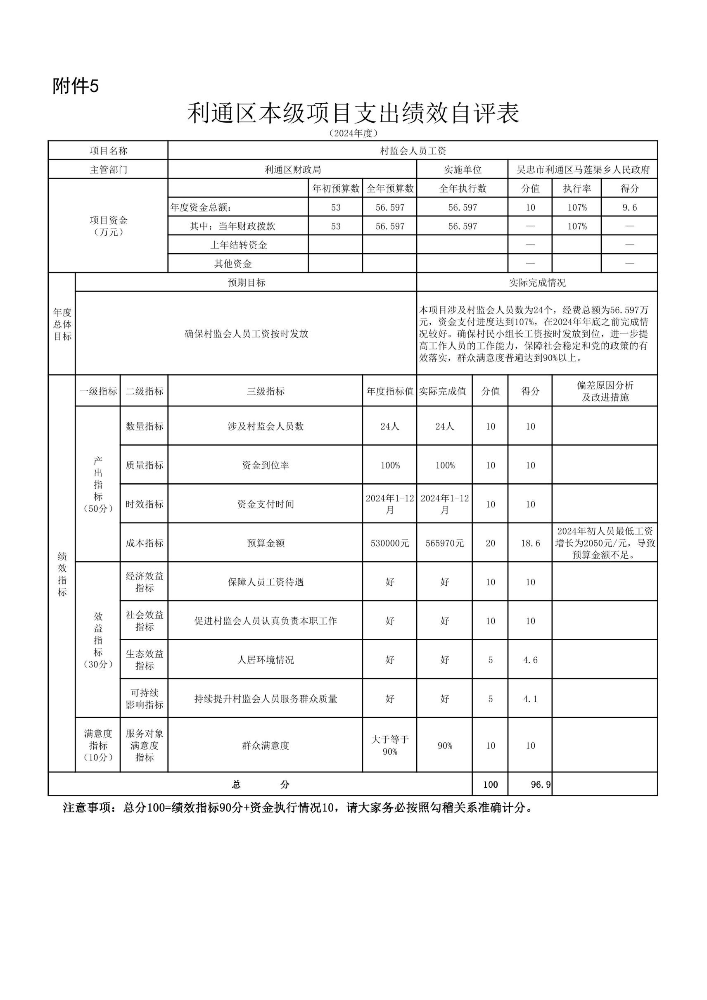 附件5
利通区本级项目支出绩效自评表
（2024年度）
项目名称 村监会人员工资
主管部门 利通区财政局 实施单位 吴忠市利通区马莲渠乡人民政府
项目资金
（万元）
年初预算数 全年预算数 全年执行数 分值 执行率 得分
年度资金总额： 53 56.597 56.597 10 107% 9.6
其中：当年财政拨款 53 56.597 56.597 — 107% —
上年结转资金 — —
其他资金 — —
年度
总体
目标
预期目标 实际完成情况
确保村监会人员工资按时发放
本项目涉及村监会人员数为24个，经费总额为56.597万
元，资金支付进度达到107%，在2024年年底之前完成情
况较好。确保村民小组长工资按时发放到位，进一步提
高工作人员的工作能力，保障社会稳定和党的政策的有
效落实，群众满意度普遍达到90%以上。
绩
效
指
标
一级指标 二级指标 三级指标 年度指标值 实际完成值 分值 得分 偏差原因分析
及改进措施
产
出
指
标
（50分）
数量指标 涉及村监会人员数 24人 24人 10 10
质量指标 资金到位率 100% 100% 10 10
时效指标 资金支付时间 2024年1-12
月 2024年1-12
月 10 10
成本指标 预算金额 530000元 565970元 20 18.6 2024年初人员最低工资
增长为2050元/元，导致
预算金额不足。
效
益
指
标
（30分）
经济效益
指标 保障人员工资待遇 好 好 10 10
社会效益
指标 促进村监会人员认真负责本职工作 好 好 10 10
生态效益
指标 人居环境情况 好 好 5 4.6
可持续
影响指标 持续提升村监会人员服务群众质量 好 好 5 4.1
满意度
指标
（10分）
服务对象
满意度
指标 群众满意度 大于等于
90% 90% 10 10
总 分 100 96.9
注意事项：总分100=绩效指标90分+资金执行情况10，请大家务必按照勾稽关系准确计分。